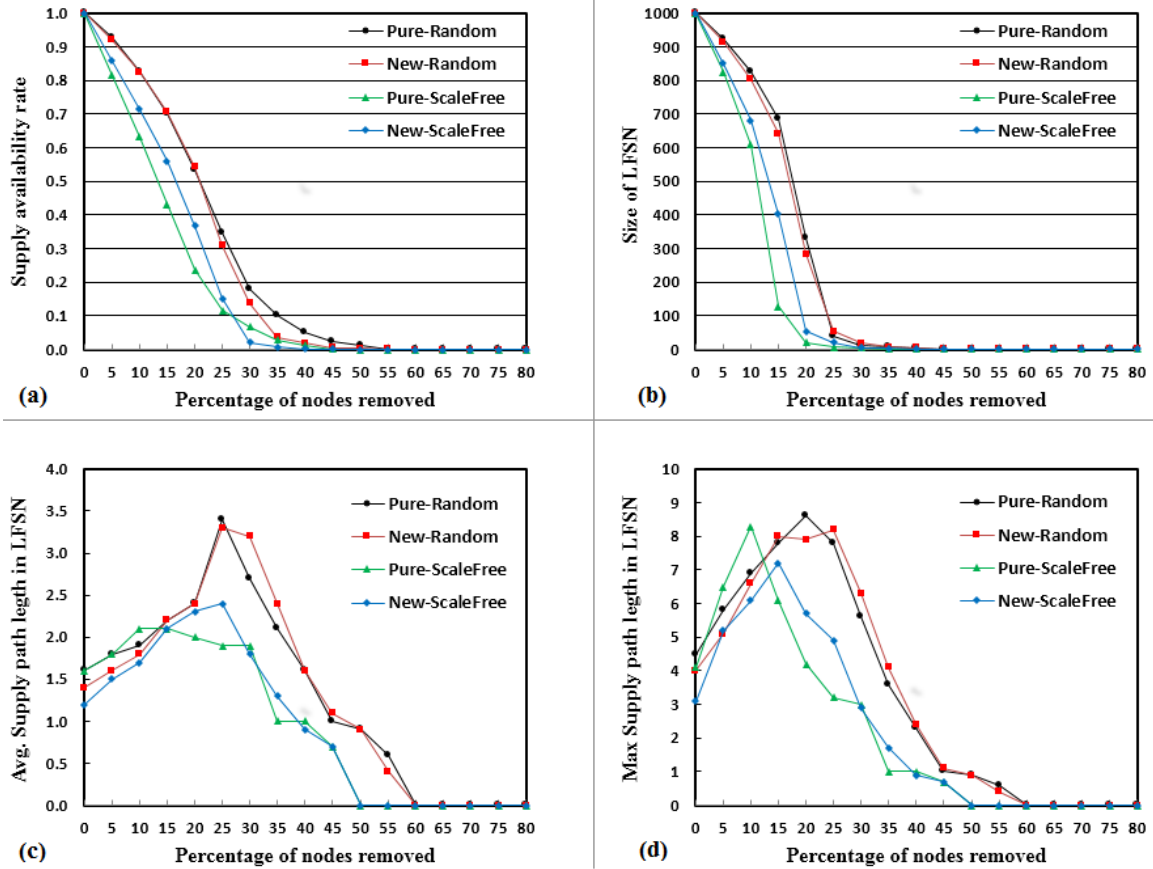 Supply availability rate
1.0
0.9
0.8
0.7
0.6
0.5
0.4
0.3
0.2
0.1
0.0
Pure-Random
New-Random
Pure-ScaleFree
New-ScaleFree
0 5 10 15 20 25 30 35 40 45 50 55 60 65 70 75 80
(a)
Percentage of nodes removed
Size of LFSN
1000
900
800
700
600
500
400
300
200
100
0
Pure-Random
New-Random
Pure-ScaleFree
New-ScaleFree
0 5 10 15 20 25 30 35 40 45 50 55 60 65 70 75 80
(b)
Percentage of nodes removed
Avg. Supply path legth in LFSN
4.0
3.5
3.0
2.5
2.0
1.5
1.0
0.5
0.0
Pure-Random
New-Random
Pure-ScaleFree
New-ScaleFree
0 5 10 15 20 25 30 35 40 45 50 55 60 65 70 75 80
(c)
Percentage of nodes removed
Max Supply path legth in LFSN
10
9
8
7
6
5
4
3
2
1
0
Pure-Random
New-Random
Pure-ScaleFree
New-ScaleFree
0 5 10 15 20 25 30 35 40 45 50 55 60 65 70 75 80
(d)
Percentage of nodes removed